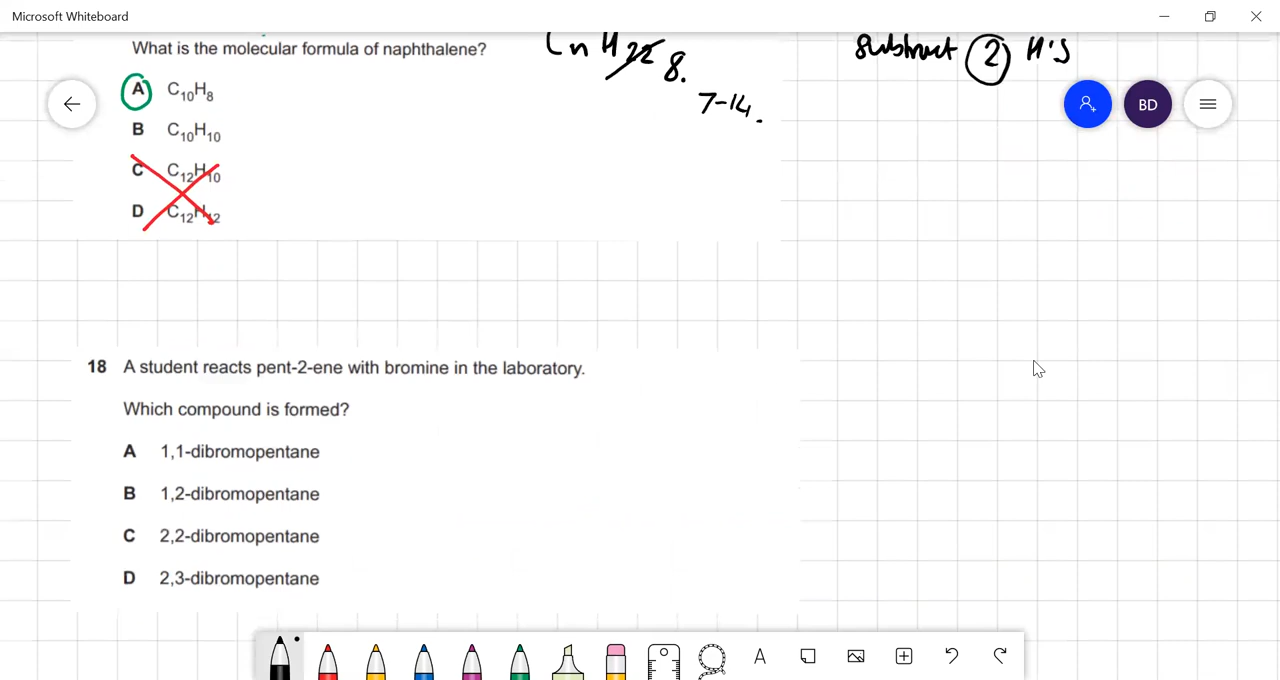 Microsoft Whiteboard
What is the molecular formula of naphthalene?
Cn H22 8.
subtract 2 H's
7-14.
A C10H8
B C10H10
C C12H10
D C12H12
BD
18 A student reacts pent-2-ene with bromine in the laboratory.
Which compound is formed?
A 1,1-dibromopentane
B 1,2-dibromopentane
C 2,2-dibromopentane
D 2,3-dibromopentane
A